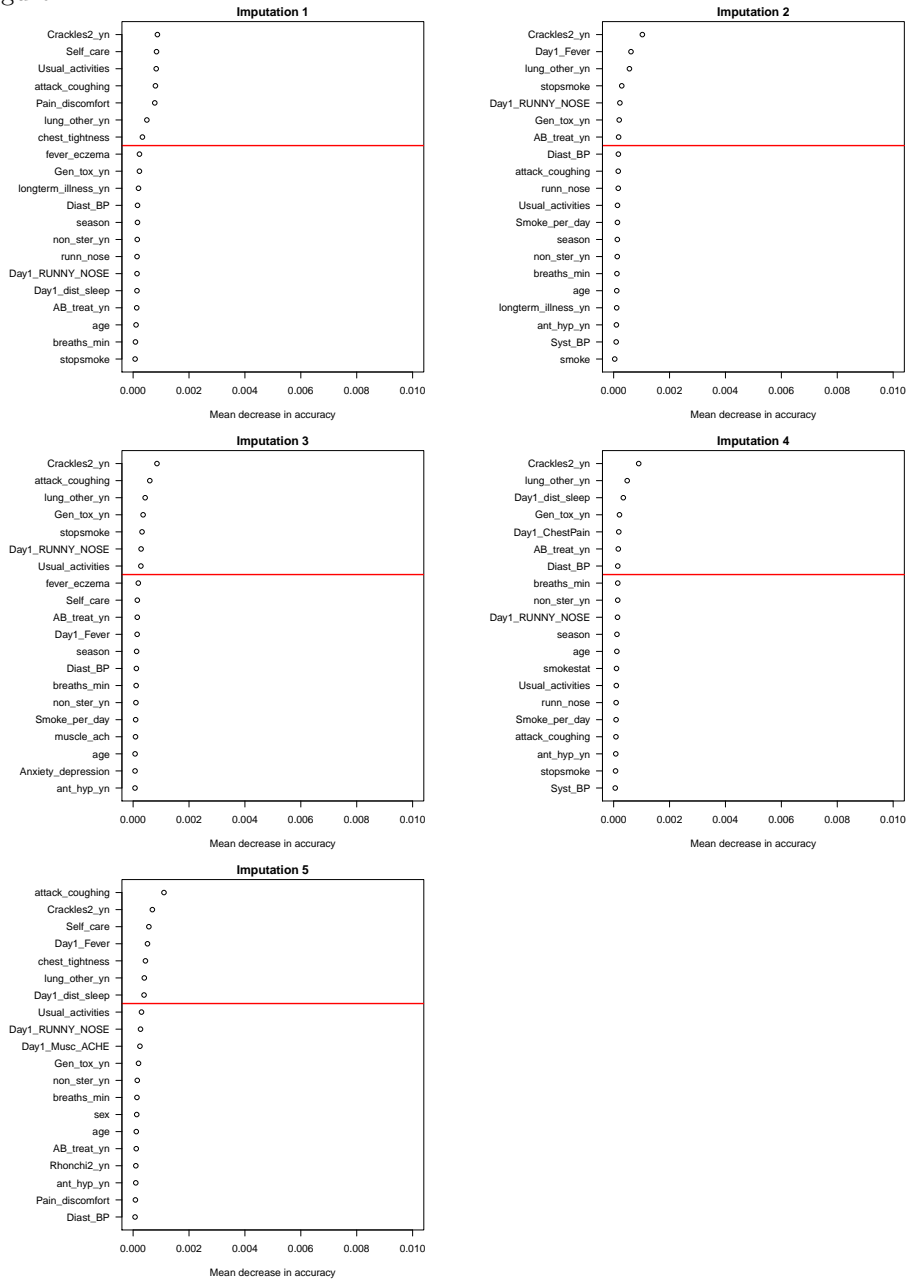 Imputation 1
Crackles2_yn
Self_care
Usual_activities
attack_coughing
Pain_discomfort
lung_other_yn
chest_tightness
fever_eczema
Gen_tox_yn
longterm_illness_yn
Diast_BP
season
non_ster_yn
runn_nose
Day1_RUNNY_NOSE
Day1_dist_sleep
AB_treat_yn
age
breaths_min
stopsmoke
0.000 0.002 0.004 0.006 0.008 0.010
Mean decrease in accuracy
Imputation 2
Crackles2_yn
Day1_Fever
lung_other_yn
stopsmoke
Day1_RUNNY_NOSE
Gen_tox_yn
AB_treat_yn
Diast_BP
attack_coughing
runn_nose
Usual_activities
Smoke_per_day
season
non_ster_yn
breaths_min
age
longterm_illness_yn
ant_hyp_yn
Syst_BP
smoke
0.000 0.002 0.004 0.006 0.008 0.010
Mean decrease in accuracy
Imputation 3
Crackles2_yn
attack_coughing
lung_other_yn
Gen_tox_yn
stopsmoke
Day1_RUNNY_NOSE
Usual_activities
fever_eczema
Self_care
AB_treat_yn
Day1_Fever
season
Diast_BP
breaths_min
non_ster_yn
Smoke_per_day
muscle_ach
age
Anxiety_depression
ant_hyp_yn
0.000 0.002 0.004 0.006 0.008 0.010
Mean decrease in accuracy
Imputation 4
Crackles2_yn
lung_other_yn
Day1_dist_sleep
Gen_tox_yn
Day1_ChestPain
AB_treat_yn
Diast_BP
breaths_min
non_ster_yn
Day1_RUNNY_NOSE
season
age
smokestat
Usual_activities
runn_nose
Smoke_per_day
attack_coughing
ant_hyp_yn
stopsmoke
Syst_BP
0.000 0.002 0.004 0.006 0.008 0.010
Mean decrease in accuracy
Imputation 5
attack_coughing
Crackles2_yn
Self_care
Day1_Fever
chest_tightness
lung_other_yn
Day1_dist_sleep
Usual_activities
Day1_RUNNY_NOSE
Day1_Musc_ACHE
Gen_tox_yn
non_ster_yn
breaths_min
sex
age
AB_treat_yn
Rhonchi2_yn
ant_hyp_yn
Pain_discomfort
Diast_BP
0.000 0.002 0.004 0.006 0.008 0.010
Mean decrease in accuracy